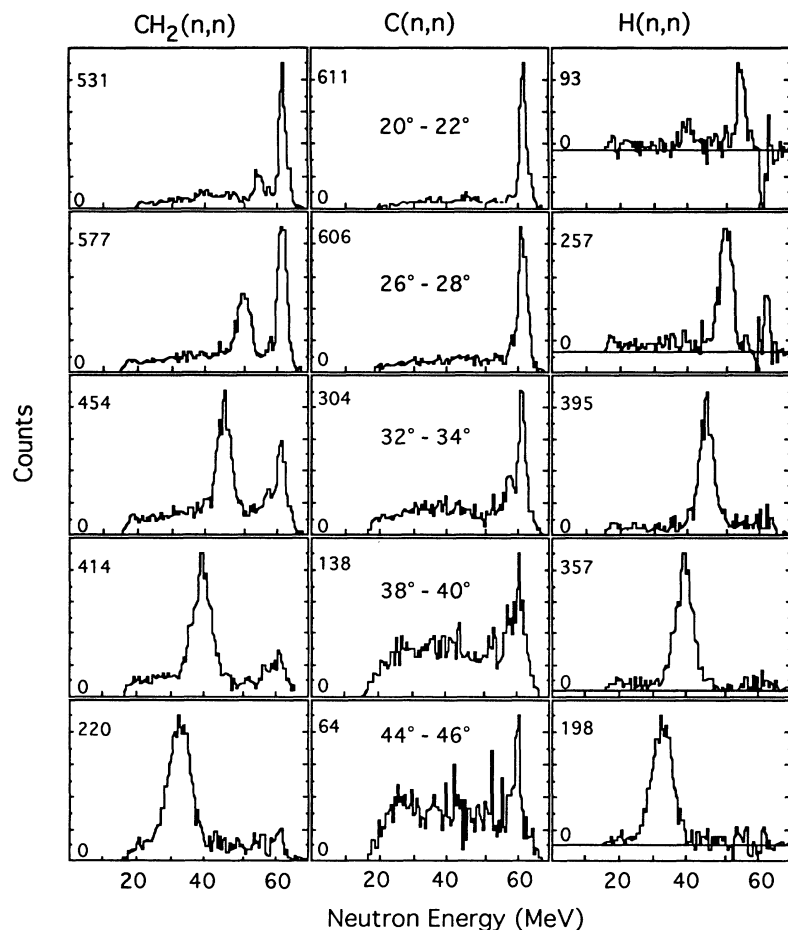 CH2(n,n) C(n,n) H(n,n)
531 611 93
20° - 22°
0 0 0
577 606 257
26° - 28°
0 0 0
454 304 395
32° - 34°
0 0 0
414 138 357
38° - 40°
0 0 0
220 64 198
44° - 46°
0 0 0
20 40 60 20 40 60 20 40 60
Neutron Energy (MeV)
Counts